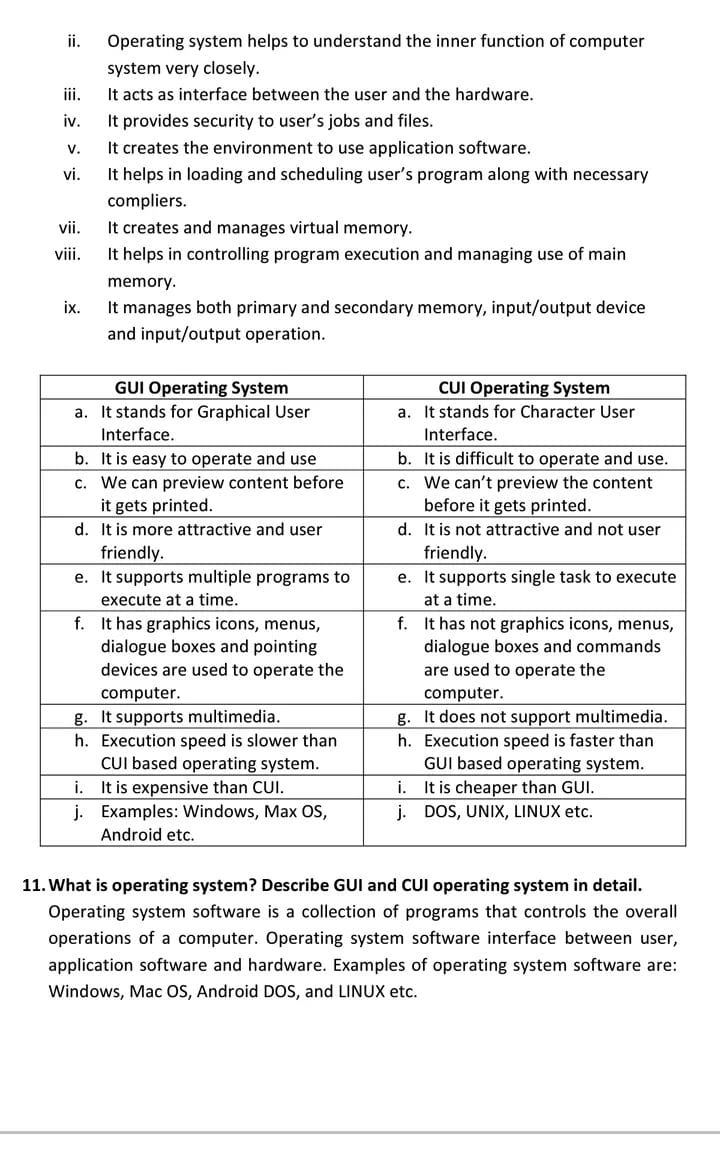 ii. Operating system helps to understand the inner function of computer
system very closely.
iii. It acts as interface between the user and the hardware.
iv. It provides security to user's jobs and files.
v. It creates the environment to use application software.
vi. It helps in loading and scheduling user's program along with necessary
compliers.
vii. It creates and manages virtual memory.
viii. It helps in controlling program execution and managing use of main
memory.
ix. It manages both primary and secondary memory, input/output device
and input/output operation.
GUI Operating System
CUI Operating System
a. It stands for Graphical User
Interface.
a. It stands for Character User
Interface.
b. It is easy to operate and use
b. It is difficult to operate and use.
c. We can preview content before
it gets printed.
c. We can't preview the content
before it gets printed.
d. It is more attractive and user
friendly.
d. It is not attractive and not user
friendly.
e. It supports multiple programs to
execute at a time.
e. It supports single task to execute
at a time.
f. It has graphics icons, menus,
dialogue boxes and pointing
devices are used to operate the
computer.
f. It has not graphics icons, menus,
dialogue boxes and commands
are used to operate the
computer.
g. It supports multimedia.
g. It does not support multimedia.
h. Execution speed is slower than
CUI based operating system.
h. Execution speed is faster than
GUI based operating system.
i. It is expensive than CUI.
i. It is cheaper than GUI.
j. Examples: Windows, Max OS,
Android etc.
j. DOS, UNIX, LINUX etc.
11. What is operating system? Describe GUI and CUI operating system in detail.
Operating system software is a collection of programs that controls the overall
operations of a computer. Operating system software interface between user,
application software and hardware. Examples of operating system software are:
Windows, Mac OS, Android DOS, and LINUX etc.